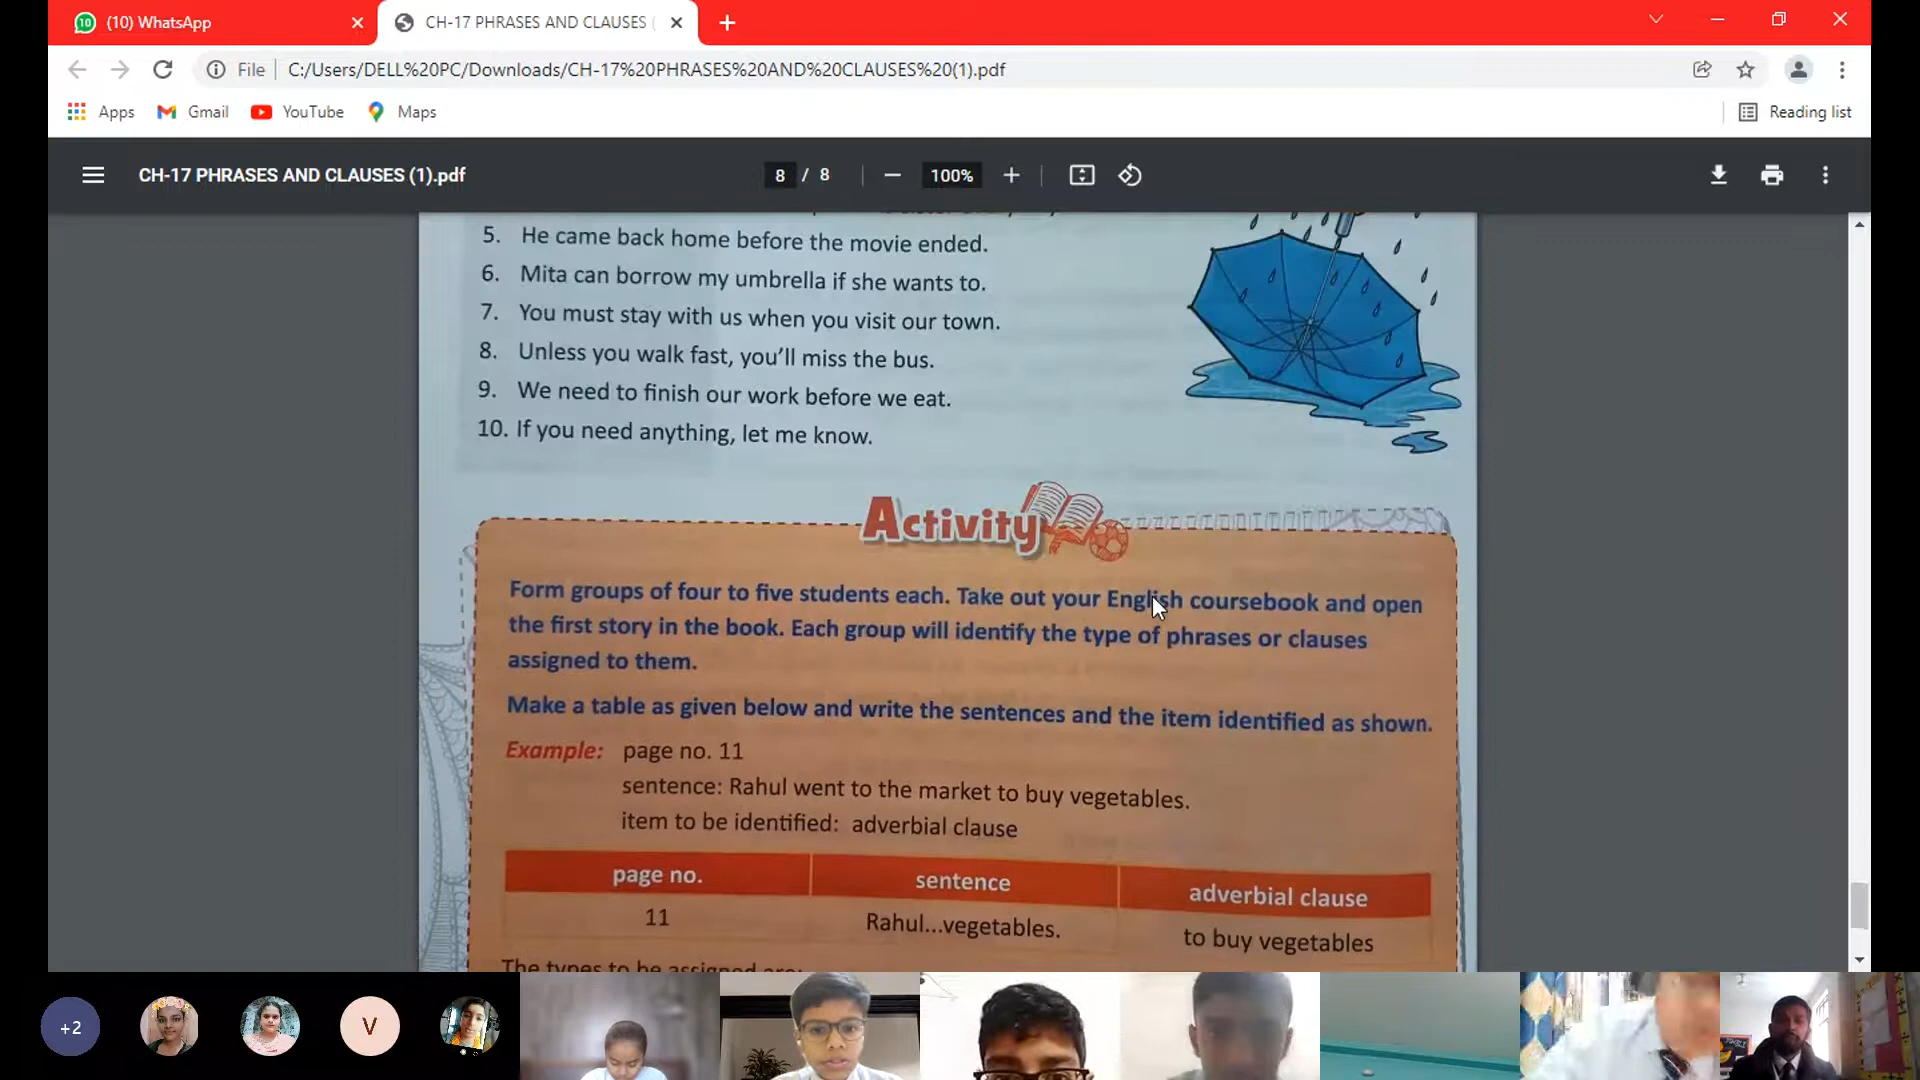 (10) WhatsApp
CH-17 PHRASES AND CLAUSES (
File
C:/Users/DELL%20PC/Downloads/CH-17%20PHRASES%20AND%20CLAUSES%20(1).pdf
Apps
Gmail
YouTube
Maps
Reading list
CH-17 PHRASES AND CLAUSES (1).pdf
8 / 8
100%
5. He came back home before the movie ended.
6. Mita can borrow my umbrella if she wants to.
7. You must stay with us when you visit our town.
8. Unless you walk fast, you'll miss the bus.
9. We need to finish our work before we eat.
10. If you need anything, let me know.
Activity
Form groups of four to five students each. Take out your English coursebook and open
the first story in the book. Each group will identify the type of phrases or clauses
assigned to them.
Make a table as given below and write the sentences and the item identified as shown.
Example: page no. 11
sentence: Rahul went to the market to buy vegetables.
item to be identified: adverbial clause
page no. sentence adverbial clause
11 Rahul...vegetables. to buy vegetables
The types to be assigned are:
+2
V